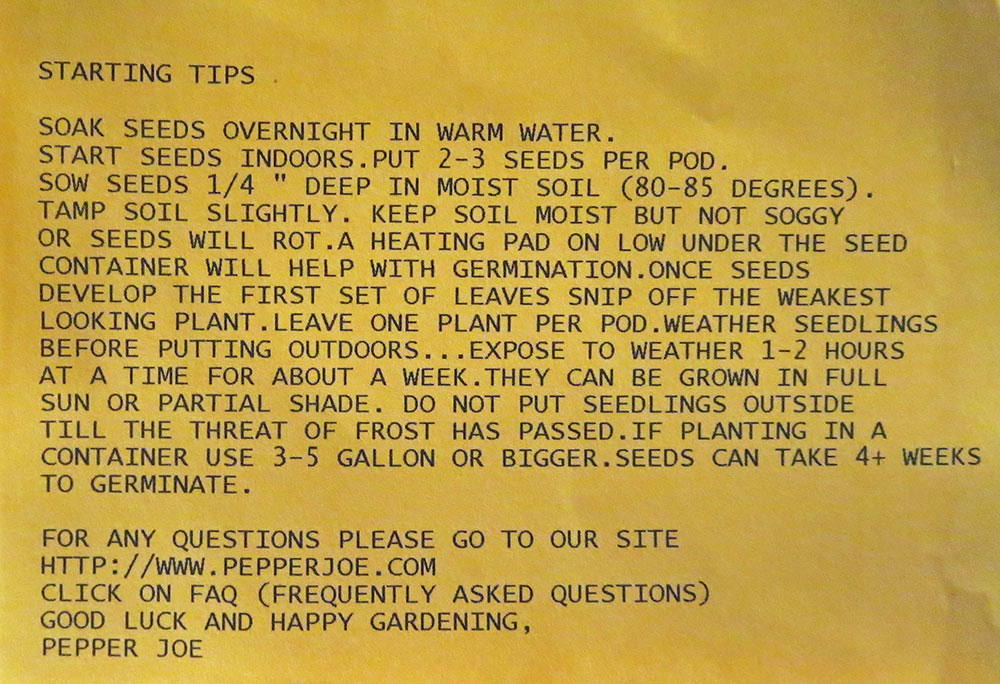 STARTING TIPS
SOAK SEEDS OVERNIGHT IN WARM WATER.
START SEEDS INDOORS.PUT 2-3 SEEDS PER POD.
SOW SEEDS 1/4 " DEEP IN MOIST SOIL (80-85 DEGREES).
TAMP SOIL SLIGHTLY. KEEP SOIL MOIST BUT NOT SOGGY
OR SEEDS WILL ROT.A HEATING PAD ON LOW UNDER THE SEED
CONTAINER WILL HELP WITH GERMINATION.ONCE SEEDS
DEVELOP THE FIRST SET OF LEAVES SNIP OFF THE WEAKEST
LOOKING PLANT.LEAVE ONE PLANT PER POD.WEATHER SEEDLINGS
BEFORE PUTTING OUTDOORS...EXPOSE TO WEATHER 1-2 HOURS
AT A TIME FOR ABOUT A WEEK.THEY CAN BE GROWN IN FULL
SUN OR PARTIAL SHADE. DO NOT PUT SEEDLINGS OUTSIDE
TILL THE THREAT OF FROST HAS PASSED.IF PLANTING IN A
CONTAINER USE 3-5 GALLON OR BIGGER.SEEDS CAN TAKE 4+ WEEKS
TO GERMINATE.
FOR ANY QUESTIONS PLEASE GO TO OUR SITE
HTTP://WWW.PEPPERJOE.COM
CLICK ON FAQ (FREQUENTLY ASKED QUESTIONS)
GOOD LUCK AND HAPPY GARDENING,
PEPPER JOE